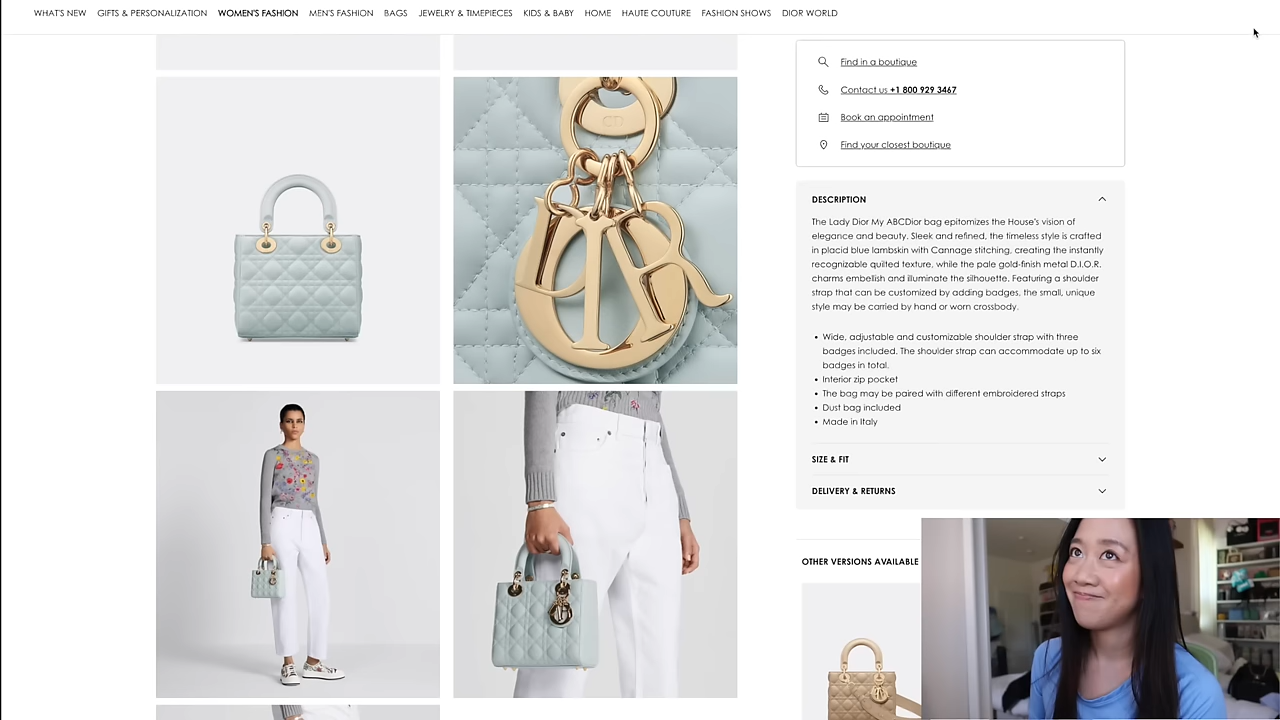 WHAT'S NEW GIFTS & PERSONALIZATION WOMEN'S FASHION MEN'S FASHION BAGS JEWELRY & TIMEPIECES KIDS & BABY HOME HAUTE COUTURE FASHION SHOWS DIOR WORLD
Find in a boutique
Contact us +1 800 929 3467
Book an appointment
Find your closest boutique
CD
DIOR
DESCRIPTION
The Lady Dior My ABCDior bag epitomizes the House's vision of
elegance and beauty. Sleek and refined, the timeless style is crafted
in placid blue lambskin with Cannage stitching, creating the instantly
recognizable quilted texture, while the pale gold-finish metal D.I.O.R.
charms embellish and illuminate the silhouette. Featuring a shoulder
strap that can be customized by adding badges, the small, unique
style may be carried by hand or worn crossbody.
• Wide, adjustable and customizable shoulder strap with three
badges included. The shoulder strap can accommodate up to six
badges in total.
• Interior zip pocket
• The bag may be paired with different embroidered straps
• Dust bag included
• Made in Italy
SIZE & FIT
DELIVERY & RETURNS
OTHER VERSIONS AVAILABLE